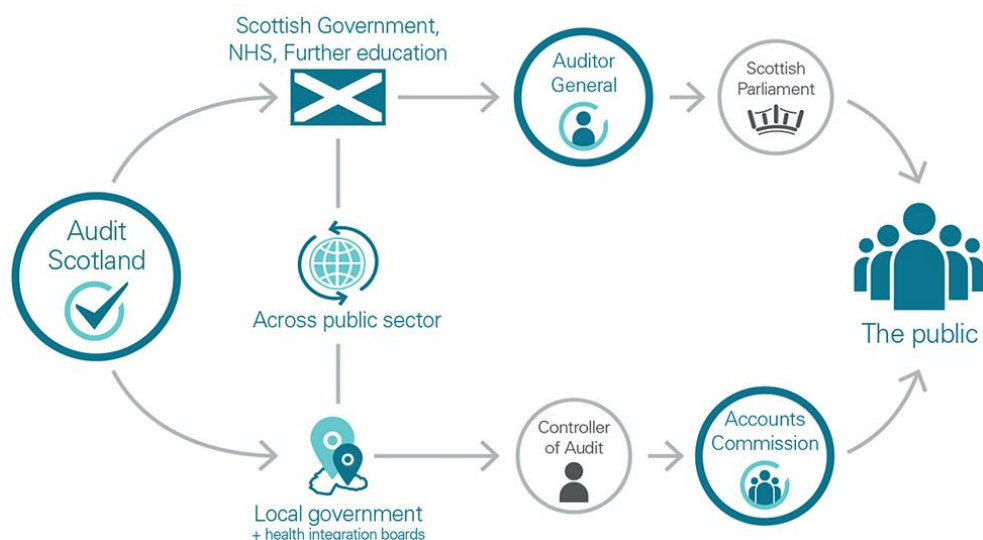 Scottish Government,
NHS, Further education
Auditor
General
Scottish
Parliament
Audit
Scotland
Across public sector
The public
Controller
of Audit
Accounts
Commission
Local government
+ health integration boards